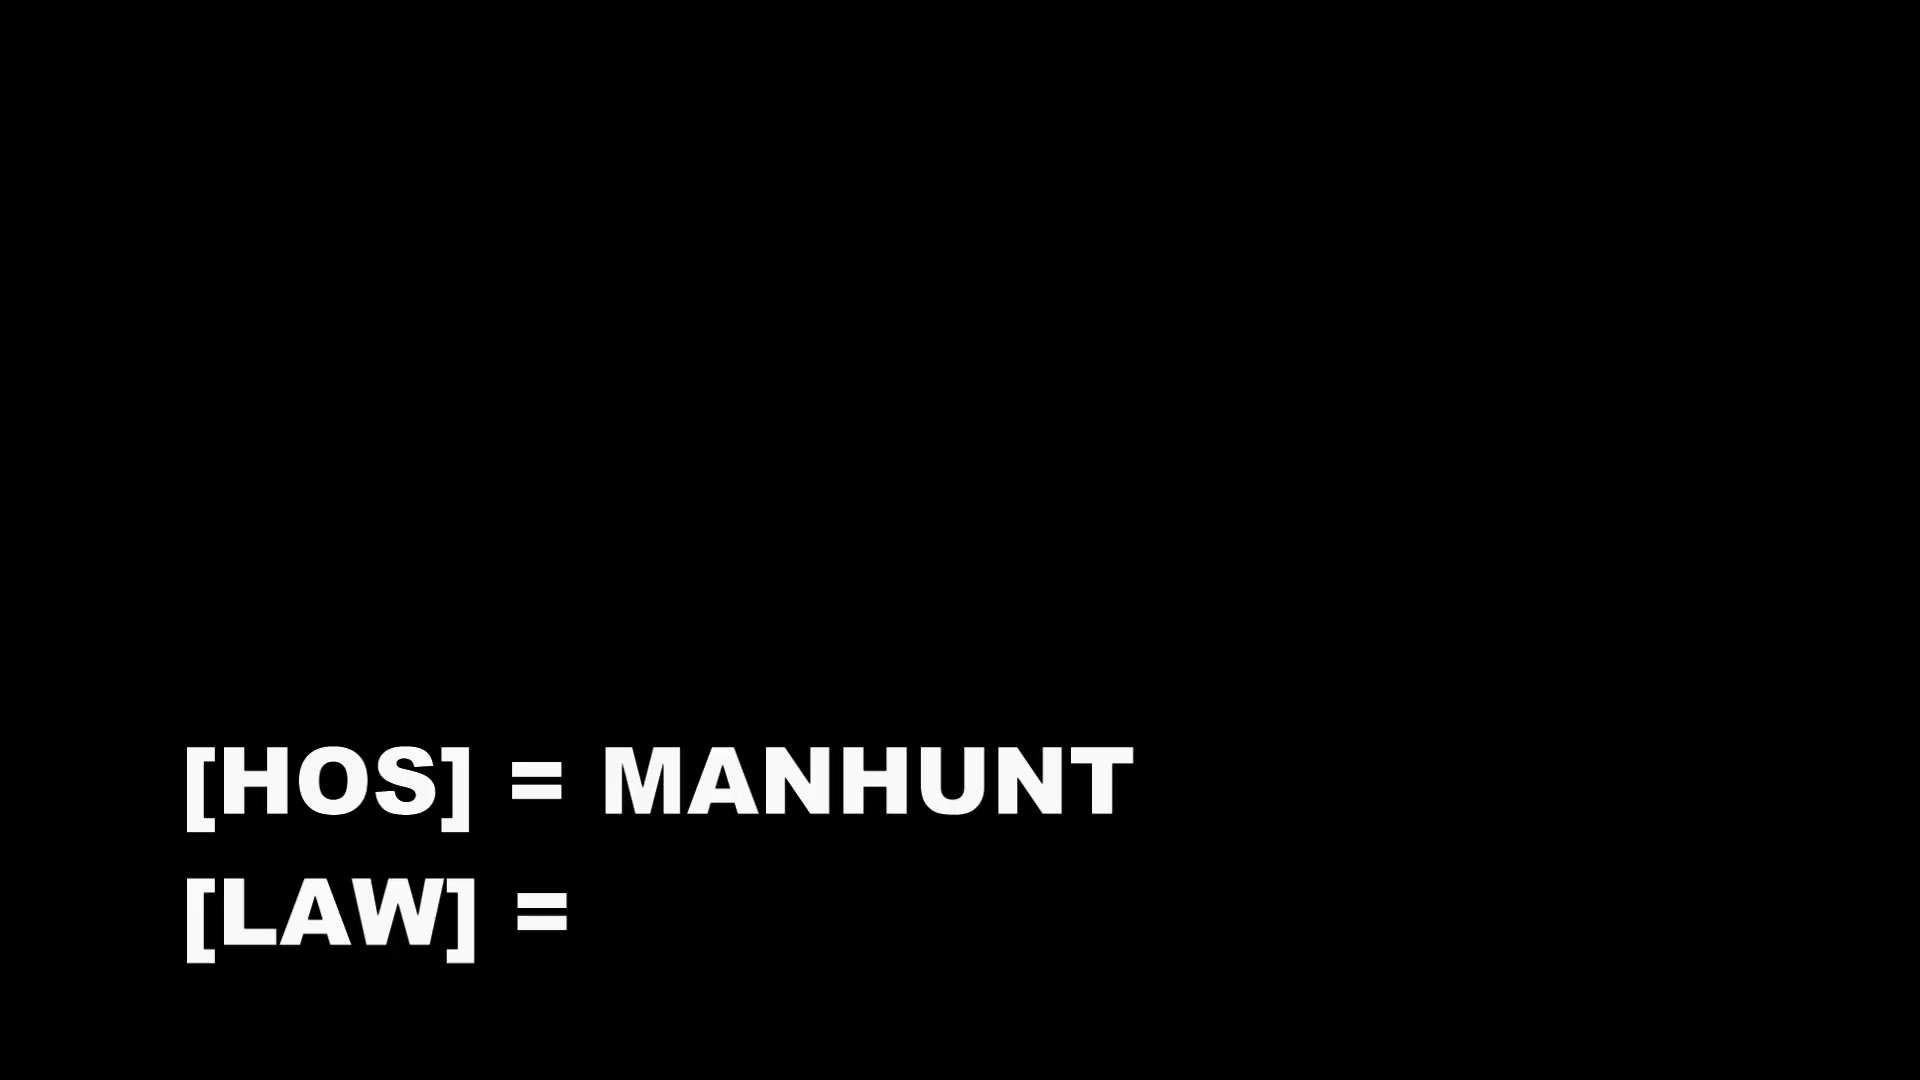 [HOS] = MANHUNT
[LAW] =